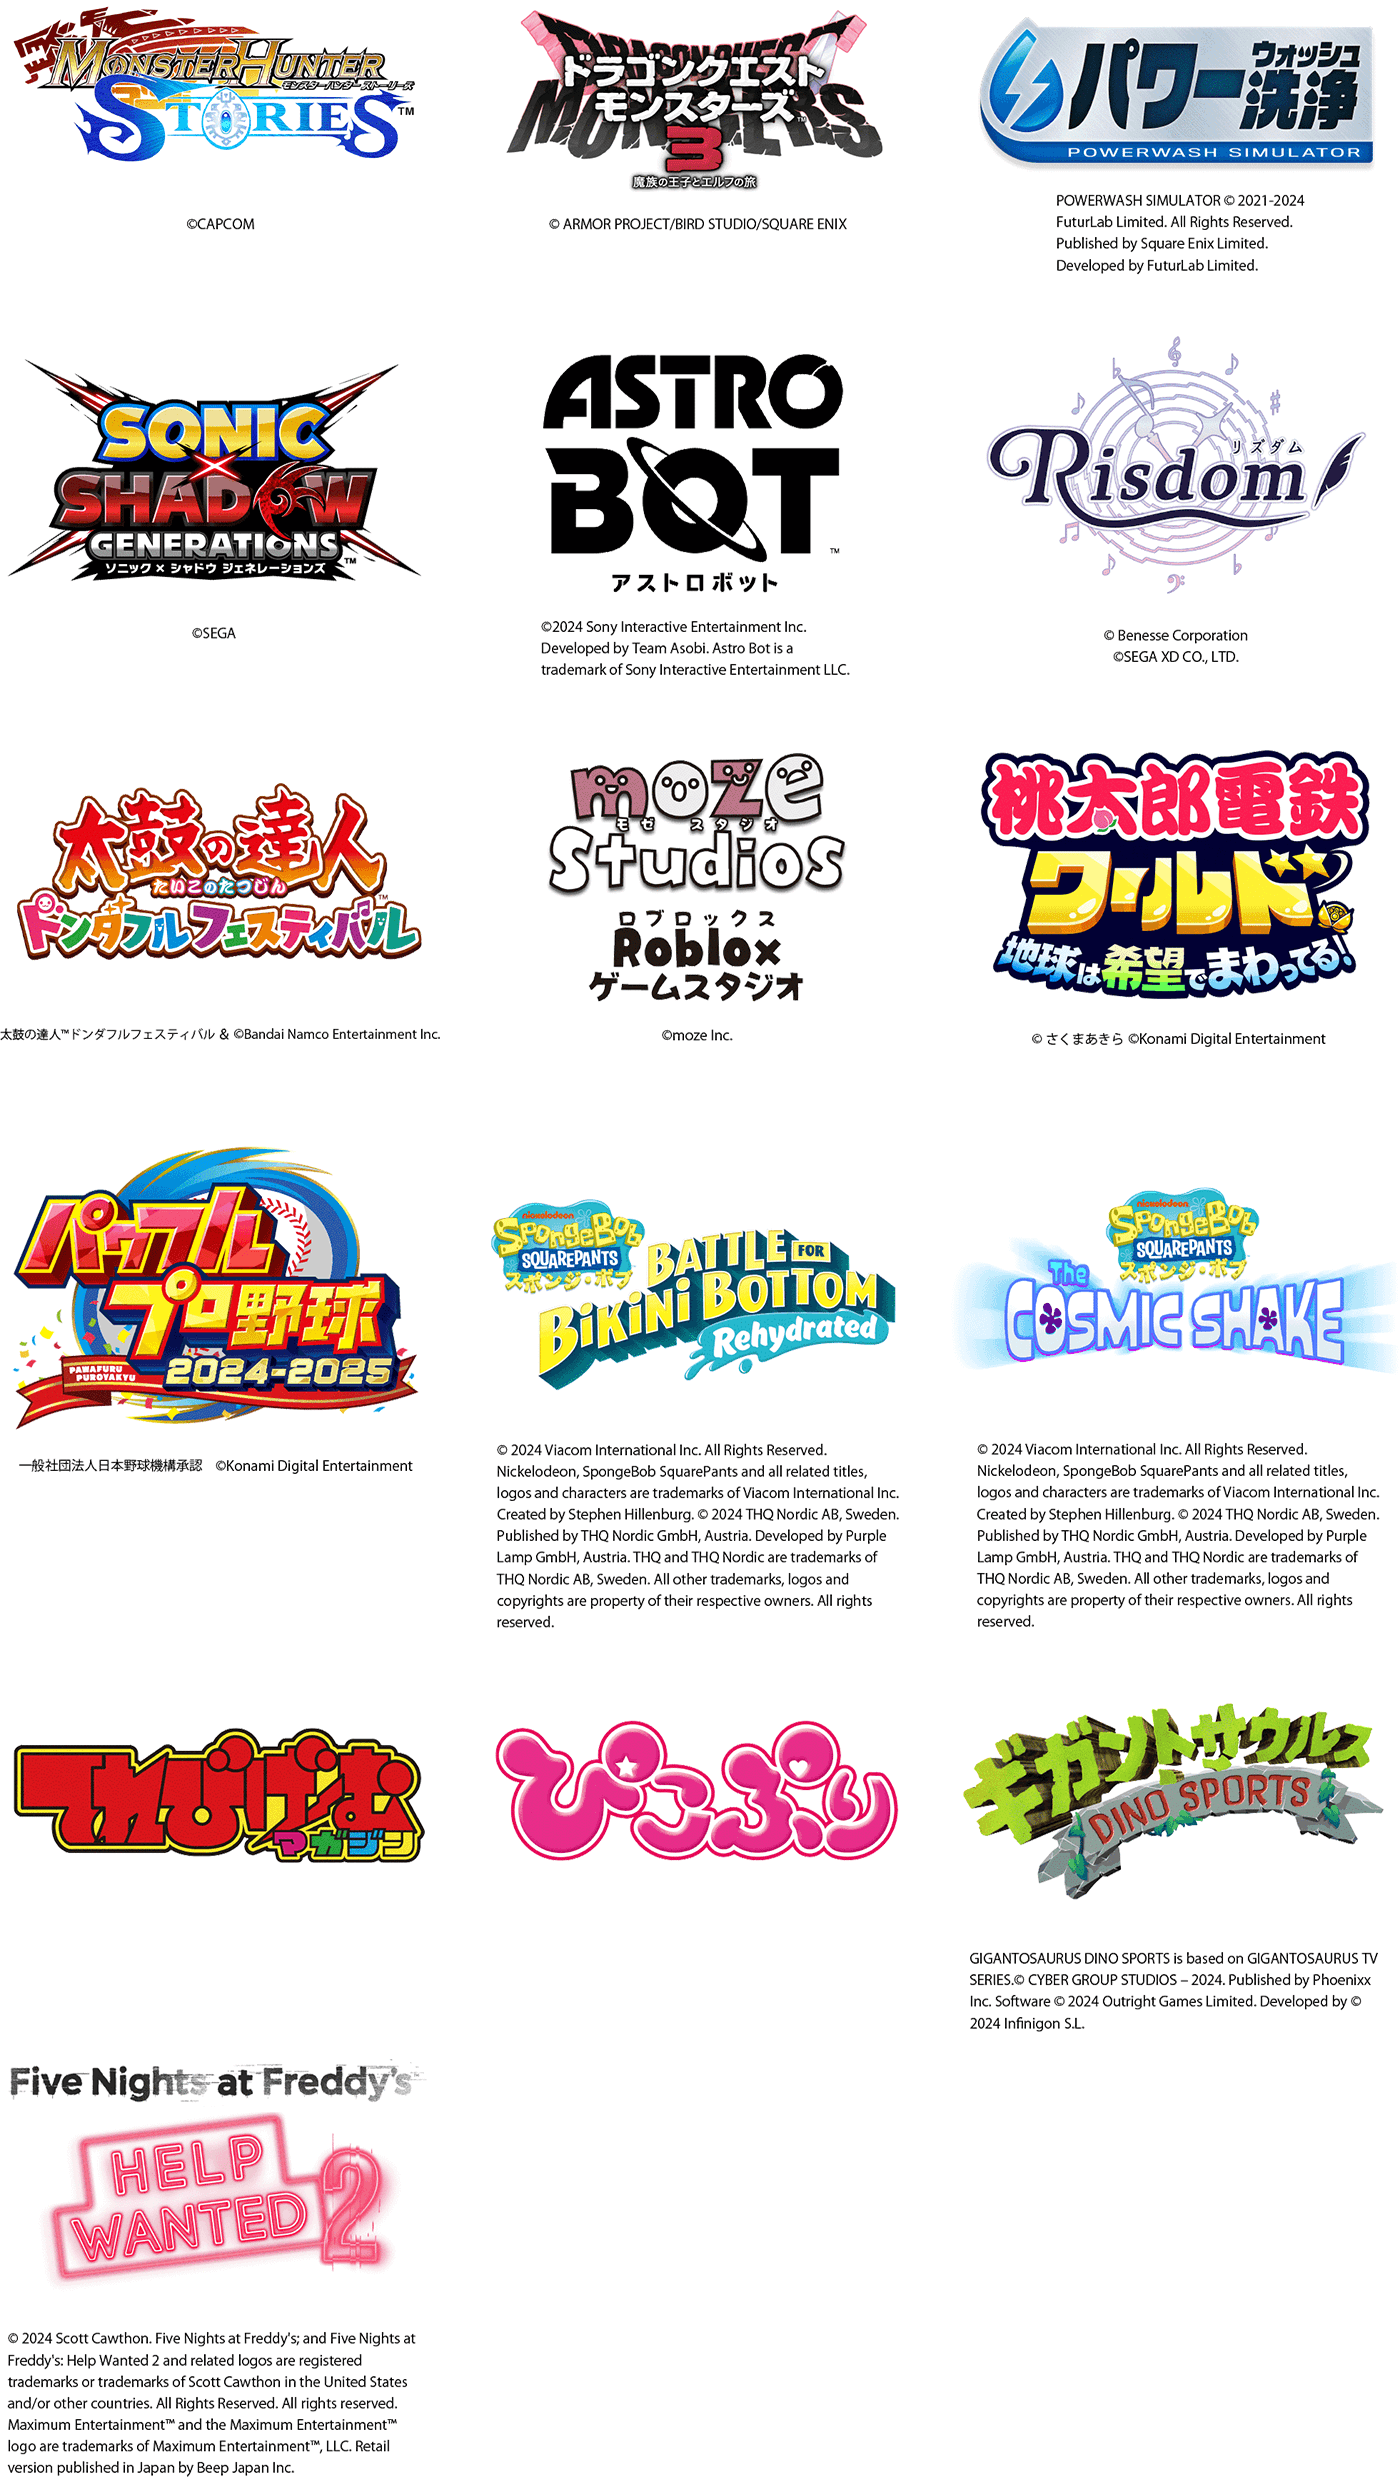 MONSTER HUNTER
モンスターハンター ストーリーズ
STORIES™
©CAPCOM
DRAGON QUEST
ドラゴンクエスト
モンスターズ™
MONSTERS
3
魔族の王子とエルフの旅
© ARMOR PROJECT/BIRD STUDIO/SQUARE ENIX
パワーウォッシュ
洗浄
POWERWASH SIMULATOR
POWERWASH SIMULATOR © 2021-2024
FuturLab Limited. All Rights Reserved.
Published by Square Enix Limited.
Developed by FuturLab Limited.
SONIC
×
SHADOW
GENERATIONS™
ソニック × シャドウ ジェネレーションズ
©SEGA
ASTRO
BOT™
アストロボット
©2024 Sony Interactive Entertainment Inc.
Developed by Team Asobi. Astro Bot is a
trademark of Sony Interactive Entertainment LLC.
リズダム
Risdom
© Benesse Corporation
©SEGA XD CO., LTD.
太鼓の達人
たいこのたつじん
ドンダフルフェスティバル™
太鼓の達人™ドンダフルフェスティバル & ©Bandai Namco Entertainment Inc.
moze
モゼ スタジオ
Studios
ロブロックス
Roblox
ゲームスタジオ
©moze Inc.
桃太郎電鉄
ワールド
地球は希望でまわってる!
© さくまあきら ©Konami Digital Entertainment
パワフル
プロ野球
2024-2025
PAWAFURU
PUROYAKYU
一般社団法人日本野球機構承認 ©Konami Digital Entertainment
nickelodeon
SpongeBob
SQUAREPANTS
スポンジ・ボブ
BATTLE FOR
BIKINI BOTTOM
Rehydrated
© 2024 Viacom International Inc. All Rights Reserved.
Nickelodeon, SpongeBob SquarePants and all related titles,
logos and characters are trademarks of Viacom International Inc.
Created by Stephen Hillenburg. © 2024 THQ Nordic AB, Sweden.
Published by THQ Nordic GmbH, Austria. Developed by Purple
Lamp GmbH, Austria. THQ and THQ Nordic are trademarks of
THQ Nordic AB, Sweden. All other trademarks, logos and
copyrights are property of their respective owners. All rights
reserved.
nickelodeon
SpongeBob
SQUAREPANTS
スポンジ・ボブ
The
COSMIC SHAKE
© 2024 Viacom International Inc. All Rights Reserved.
Nickelodeon, SpongeBob SquarePants and all related titles,
logos and characters are trademarks of Viacom International Inc.
Created by Stephen Hillenburg. © 2024 THQ Nordic AB, Sweden.
Published by THQ Nordic GmbH, Austria. Developed by Purple
Lamp GmbH, Austria. THQ and THQ Nordic are trademarks of
THQ Nordic AB, Sweden. All other trademarks, logos and
copyrights are property of their respective owners. All rights
reserved.
てれびげーむ
マガジン
ぴこぷり
ギガントサウルス
DINO SPORTS
GIGANTOSAURUS DINO SPORTS is based on GIGANTOSAURUS TV
SERIES.© CYBER GROUP STUDIOS – 2024. Published by Phoenixx
Inc. Software © 2024 Outright Games Limited. Developed by ©
2024 Infinigon S.L.
Five Nights at Freddy's
HELP
WANTED 2
© 2024 Scott Cawthon. Five Nights at Freddy's; and Five Nights at
Freddy's: Help Wanted 2 and related logos are registered
trademarks or trademarks of Scott Cawthon in the United States
and/or other countries. All Rights Reserved. All rights reserved.
Maximum Entertainment™ and the Maximum Entertainment™
logo are trademarks of Maximum Entertainment™, LLC. Retail
version published in Japan by Beep Japan Inc.